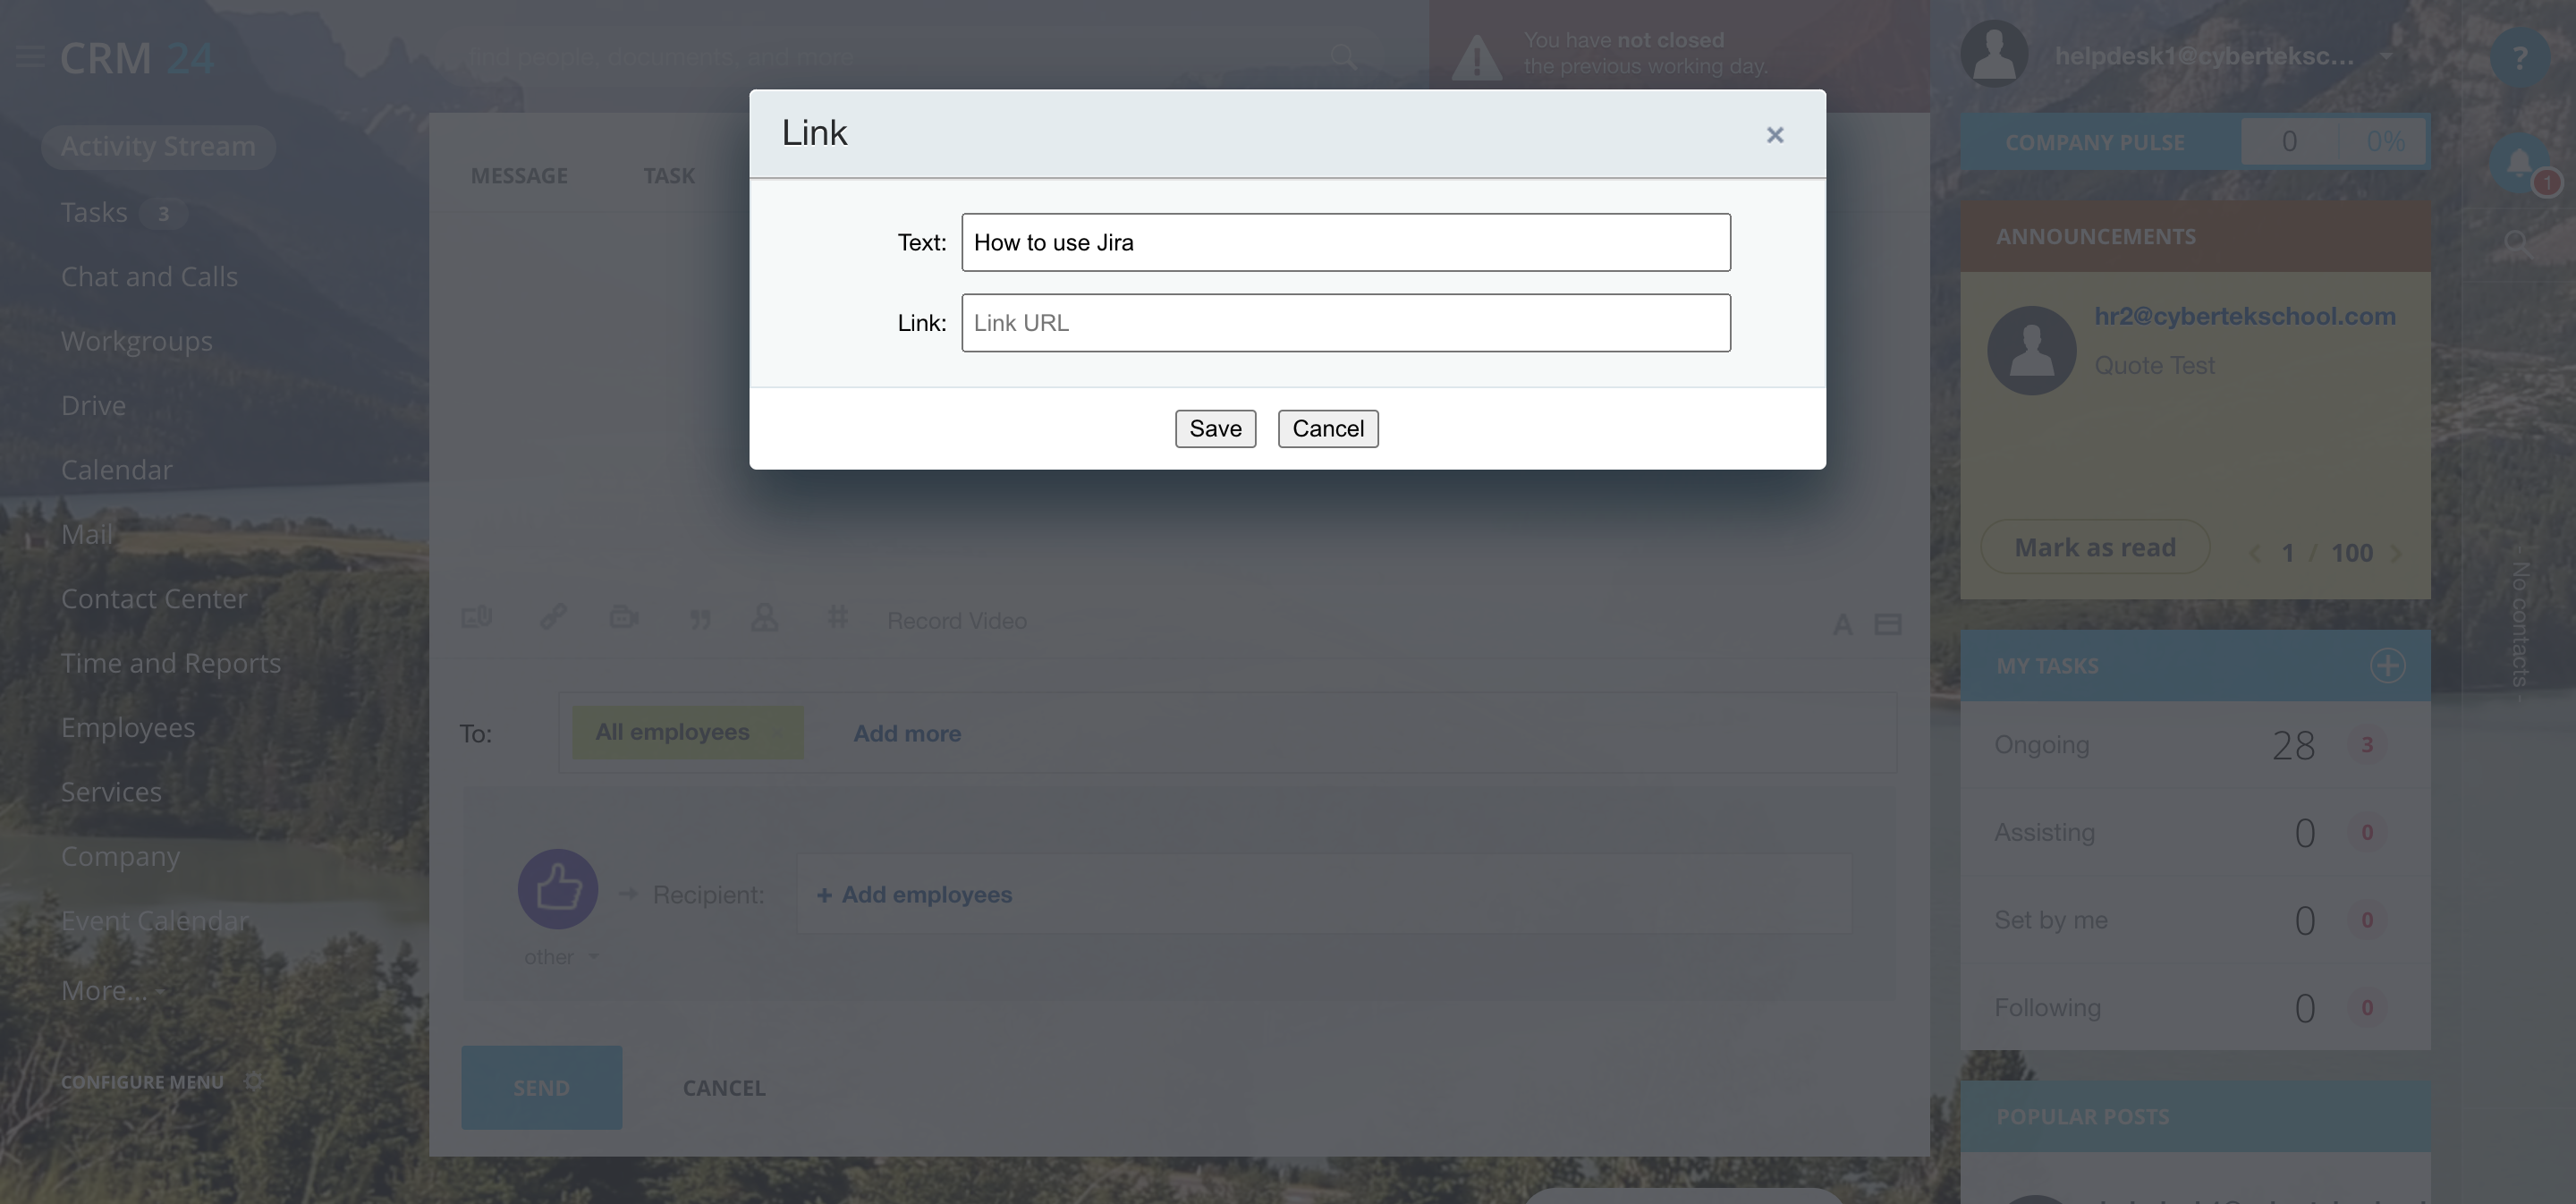 CRM 24
find people, documents, and more
You have not closed
the previous working day.
helpdesk1@cyberteksc...
?
Activity Stream
Tasks 3
Chat and Calls
Workgroups
Drive
Calendar
Mail
Contact Center
Time and Reports
Employees
Services
Company
Event Calendar
More...
CONFIGURE MENU
MESSAGE TASK
Link
×
Text: How to use Jira
Link: Link URL
Save Cancel
Record Video
A
To: All employees Add more
Recipient: + Add employees
other
SEND CANCEL
COMPANY PULSE 0 0%
1
ANNOUNCEMENTS
hr2@cybertekschool.com
Quote Test
Mark as read 1 / 100
MY TASKS
Ongoing 28 3
Assisting 0 0
Set by me 0 0
Following 0 0
POPULAR POSTS
- No contacts -